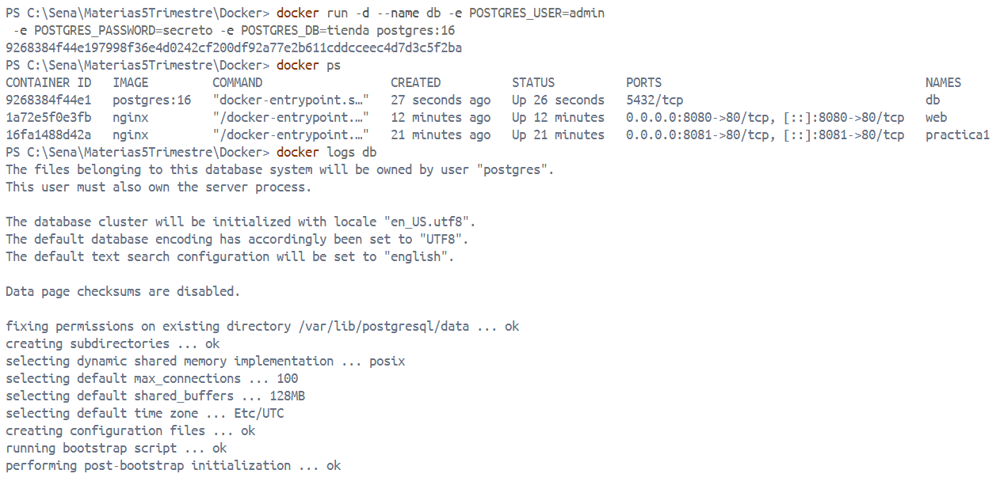 PS C:\Sena\Materias5Trimestre\Docker> docker run -d --name db -e POSTGRES_USER=admin
 -e POSTGRES_PASSWORD=secreto -e POSTGRES_DB=tienda postgres:16
9268384f44e197998f36e4d0242cf200df92a77e2b611cddcceec4d7d3c5f2ba
PS C:\Sena\Materias5Trimestre\Docker> docker ps
CONTAINER ID   IMAGE         COMMAND                  CREATED          STATUS          PORTS                                     NAMES
9268384f44e1   postgres:16   "docker-entrypoint.s…"   27 seconds ago   Up 26 seconds   5432/tcp                                  db
1a72e5f0e3fb   nginx         "/docker-entrypoint.…"   12 minutes ago   Up 12 minutes   0.0.0.0:8080->80/tcp, [::]:8080->80/tcp   web
16fa1488d42a   nginx         "/docker-entrypoint.…"   21 minutes ago   Up 21 minutes   0.0.0.0:8081->80/tcp, [::]:8081->80/tcp   practica1
PS C:\Sena\Materias5Trimestre\Docker> docker logs db
The files belonging to this database system will be owned by user "postgres".
This user must also own the server process.

The database cluster will be initialized with locale "en_US.utf8".
The default database encoding has accordingly been set to "UTF8".
The default text search configuration will be set to "english".

Data page checksums are disabled.

fixing permissions on existing directory /var/lib/postgresql/data ... ok
creating subdirectories ... ok
selecting dynamic shared memory implementation ... posix
selecting default max_connections ... 100
selecting default shared_buffers ... 128MB
selecting default time zone ... Etc/UTC
creating configuration files ... ok
running bootstrap script ... ok
performing post-bootstrap initialization ... ok